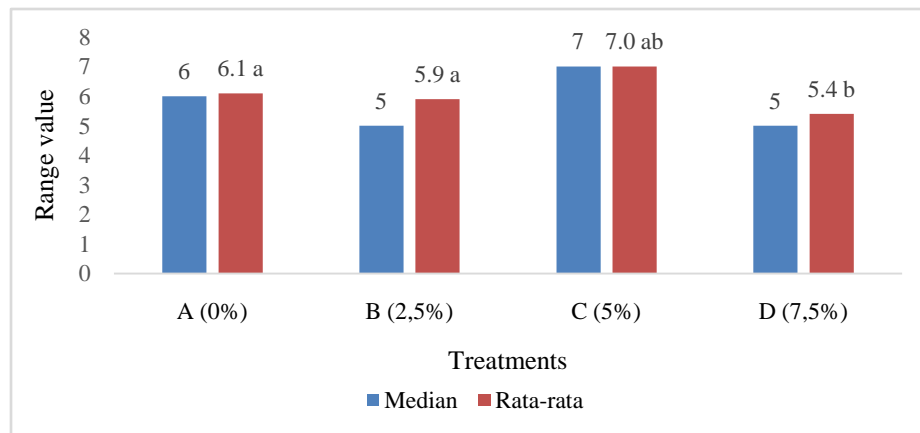 8
7
6
5
4
3
2
1
0
Range value
6 6.1 a
5 5.9 a
7 7.0 ab
5 5.4 b
A (0%) B (2,5%) C (5%) D (7,5%)
Treatments
Median Rata-rata